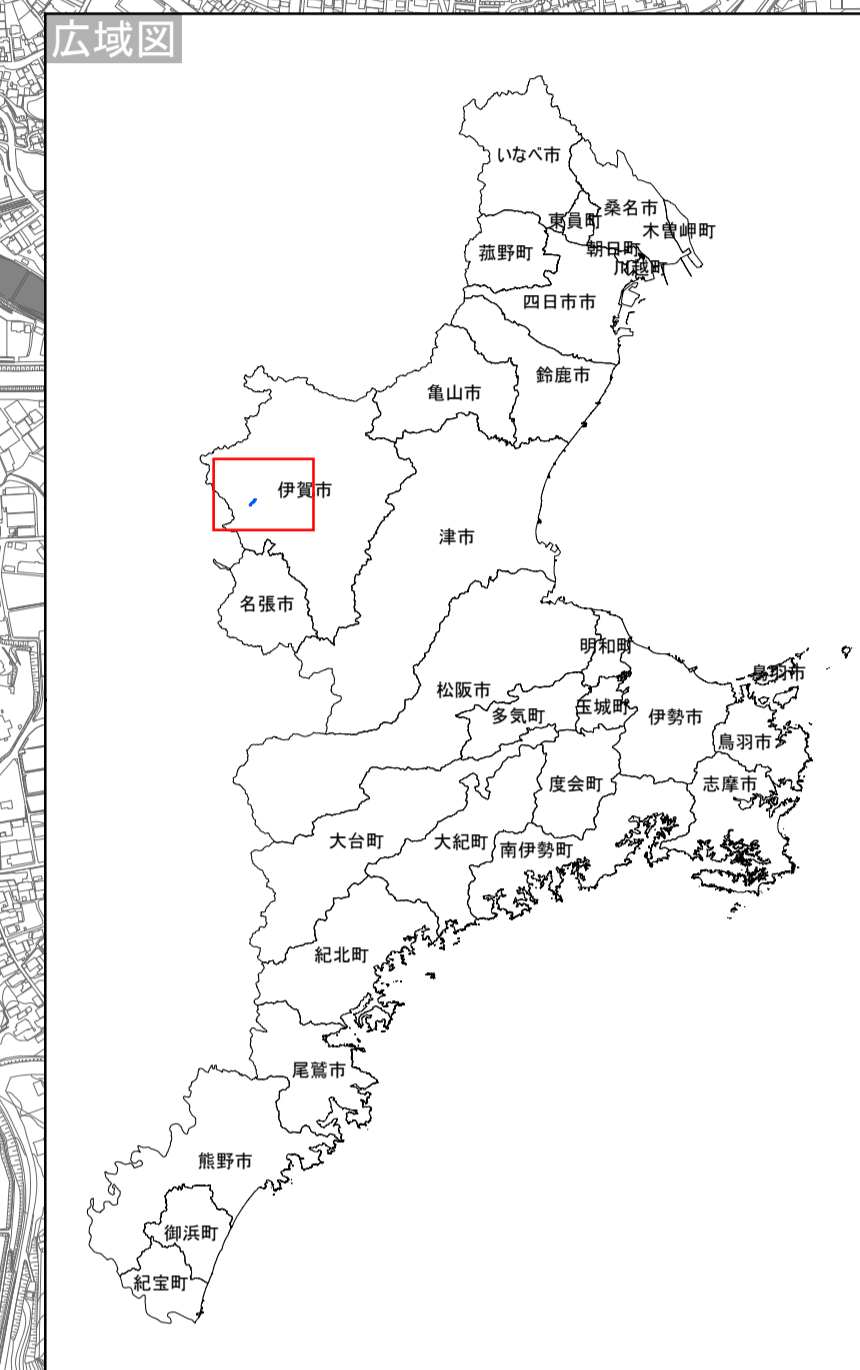 広域図
いなべ市
桑名市
東員町
木曽岬町
朝日町
菰野町
川越町
四日市市
鈴鹿市
亀山市
伊賀市
津市
名張市
明和町
鳥羽市
松阪市
玉城町
多気町
伊勢市
鳥羽市
度会町
志摩市
大台町
大紀町
南伊勢町
紀北町
尾鷲市
熊野市
御浜町
紀宝町